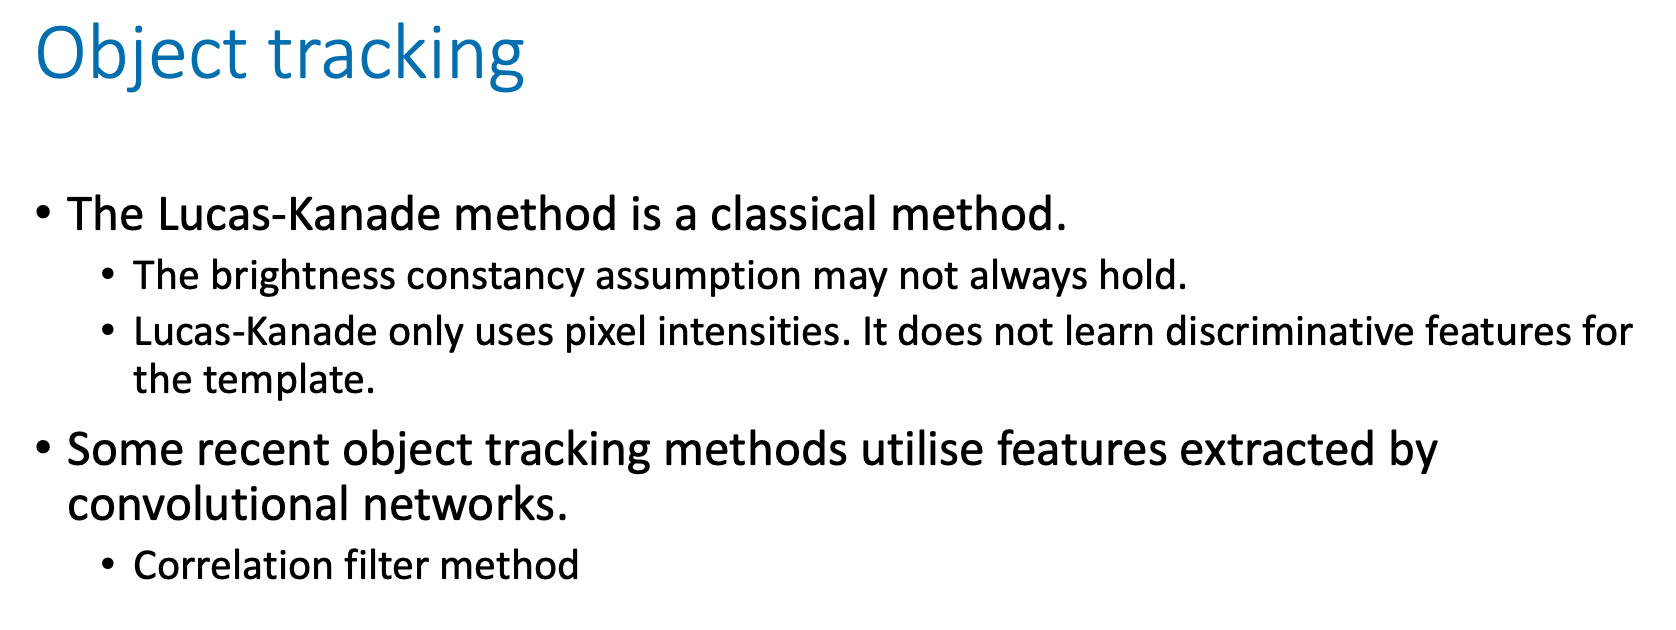 Object tracking
• The Lucas-Kanade method is a classical method.
• The brightness constancy assumption may not always hold.
• Lucas-Kanade only uses pixel intensities. It does not learn discriminative features for
the template.
• Some recent object tracking methods utilise features extracted by
convolutional networks.
• Correlation filter method